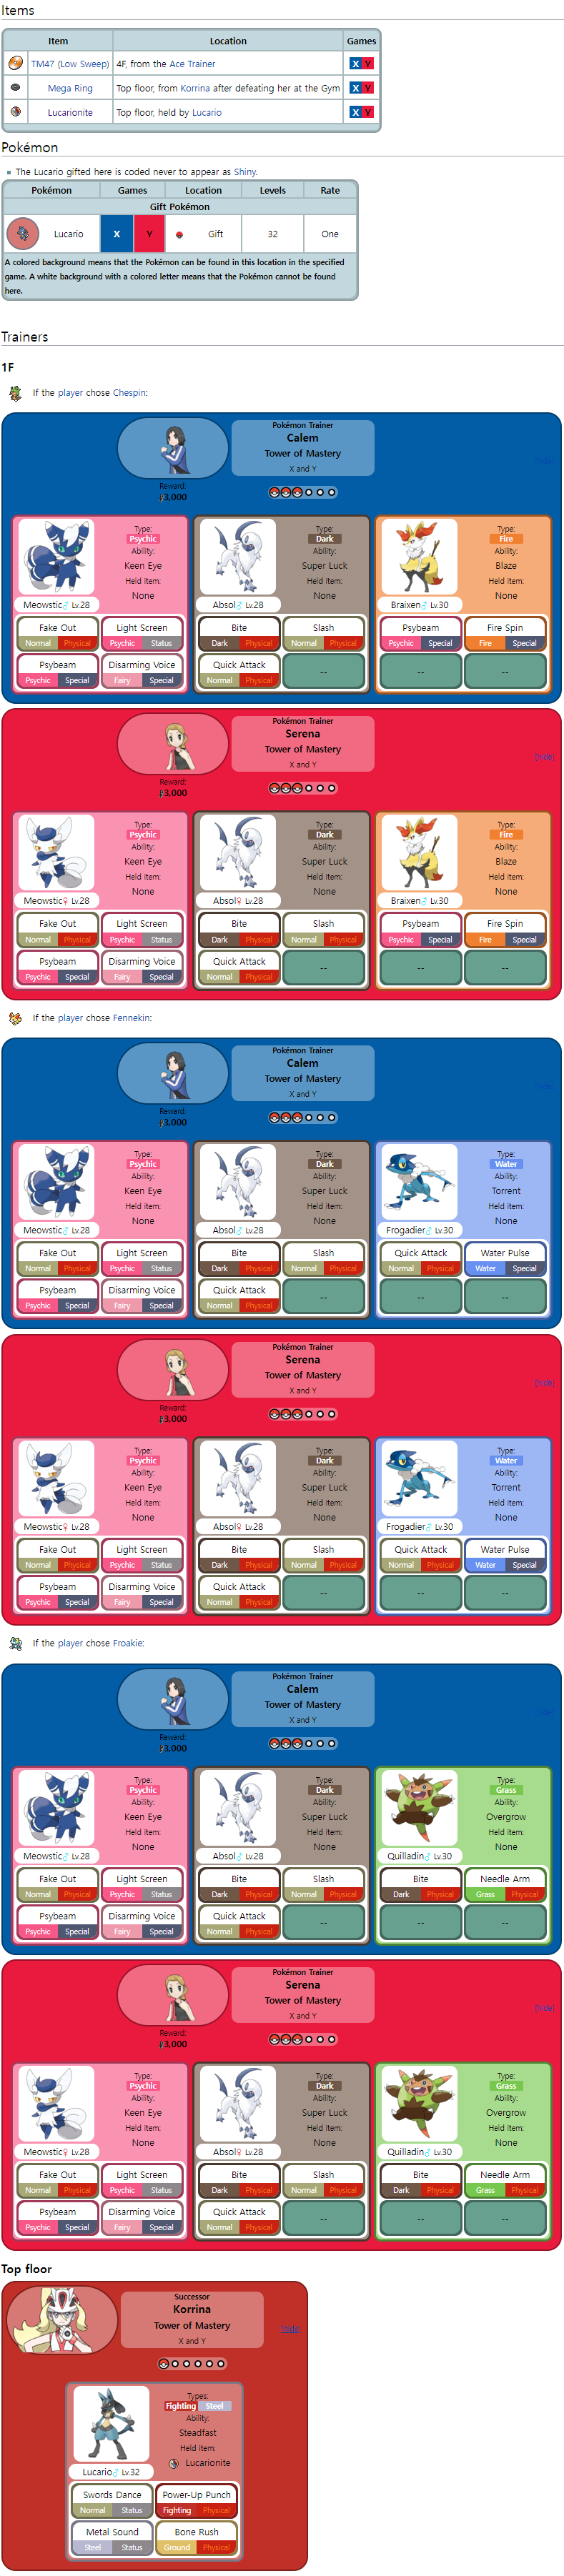 Items
Item Location Games
TM47 (Low Sweep) 4F, from the Ace Trainer X Y
Mega Ring Top floor, from Korrina after defeating her at the Gym X Y
Lucarionite Top floor, held by Lucario X Y
Pokémon
The Lucario gifted here is coded never to appear as Shiny.
Pokémon Games Location Levels Rate
Gift Pokémon
Lucario X Y Gift 32 One
A colored background means that the Pokémon can be found in this location in the specified
game. A white background with a colored letter means that the Pokémon cannot be found
here.
Trainers
1F
If the player chose Chespin:
Pokémon Trainer
Calem
Tower of Mastery
X and Y
[hide]
Reward:
3,000
Type: Type: Type:
Psychic Dark Fire
Ability: Ability: Ability:
Keen Eye Super Luck Blaze
Held item: Held item: Held item:
None None None
Meowstic♂ Lv.28 Absol♂ Lv.28 Braixen♂ Lv.30
Fake Out Light Screen Bite Slash Psybeam Fire Spin
Normal Physical Psychic Status Dark Physical Normal Physical Psychic Special Fire Special
Psybeam Disarming Voice Quick Attack -- -- --
Psychic Special Fairy Special Normal Physical
Pokémon Trainer
Serena
Tower of Mastery
X and Y
[hide]
Reward:
3,000
Type: Type: Type:
Psychic Dark Fire
Ability: Ability: Ability:
Keen Eye Super Luck Blaze
Held item: Held item: Held item:
None None None
Meowstic♀ Lv.28 Absol♀ Lv.28 Braixen♂ Lv.30
Fake Out Light Screen Bite Slash Psybeam Fire Spin
Normal Physical Psychic Status Dark Physical Normal Physical Psychic Special Fire Special
Psybeam Disarming Voice Quick Attack -- -- --
Psychic Special Fairy Special Normal Physical
If the player chose Fennekin:
Pokémon Trainer
Calem
Tower of Mastery
X and Y
[hide]
Reward:
3,000
Type: Type: Type:
Psychic Dark Water
Ability: Ability: Ability:
Keen Eye Super Luck Torrent
Held item: Held item: Held item:
None None None
Meowstic♂ Lv.28 Absol♂ Lv.28 Frogadier♂ Lv.30
Fake Out Light Screen Bite Slash Quick Attack Water Pulse
Normal Physical Psychic Status Dark Physical Normal Physical Normal Physical Water Special
Psybeam Disarming Voice Quick Attack -- -- --
Psychic Special Fairy Special Normal Physical
Pokémon Trainer
Serena
Tower of Mastery
X and Y
[hide]
Reward:
3,000
Type: Type: Type:
Psychic Dark Water
Ability: Ability: Ability:
Keen Eye Super Luck Torrent
Held item: Held item: Held item:
None None None
Meowstic♀ Lv.28 Absol♀ Lv.28 Frogadier♂ Lv.30
Fake Out Light Screen Bite Slash Quick Attack Water Pulse
Normal Physical Psychic Status Dark Physical Normal Physical Normal Physical Water Special
Psybeam Disarming Voice Quick Attack -- -- --
Psychic Special Fairy Special Normal Physical
If the player chose Froakie:
Pokémon Trainer
Calem
Tower of Mastery
X and Y
[hide]
Reward:
3,000
Type: Type: Type:
Psychic Dark Grass
Ability: Ability: Ability:
Keen Eye Super Luck Overgrow
Held item: Held item: Held item:
None None None
Meowstic♂ Lv.28 Absol♂ Lv.28 Quilladin♂ Lv.30
Fake Out Light Screen Bite Slash Bite Needle Arm
Normal Physical Psychic Status Dark Physical Normal Physical Dark Physical Grass Physical
Psybeam Disarming Voice Quick Attack -- -- --
Psychic Special Fairy Special Normal Physical
Pokémon Trainer
Serena
Tower of Mastery
X and Y
[hide]
Reward:
3,000
Type: Type: Type:
Psychic Dark Grass
Ability: Ability: Ability:
Keen Eye Super Luck Overgrow
Held item: Held item: Held item:
None None None
Meowstic♀ Lv.28 Absol♀ Lv.28 Quilladin♂ Lv.30
Fake Out Light Screen Bite Slash Bite Needle Arm
Normal Physical Psychic Status Dark Physical Normal Physical Dark Physical Grass Physical
Psybeam Disarming Voice Quick Attack -- -- --
Psychic Special Fairy Special Normal Physical
Top floor
Successor
Korrina
Tower of Mastery
X and Y
[hide]
Types:
Fighting Steel
Ability:
Steadfast
Held item:
Lucarionite
Lucario♂ Lv.32
Swords Dance Power-Up Punch
Normal Status Fighting Physical
Metal Sound Bone Rush
Steel Status Ground Physical